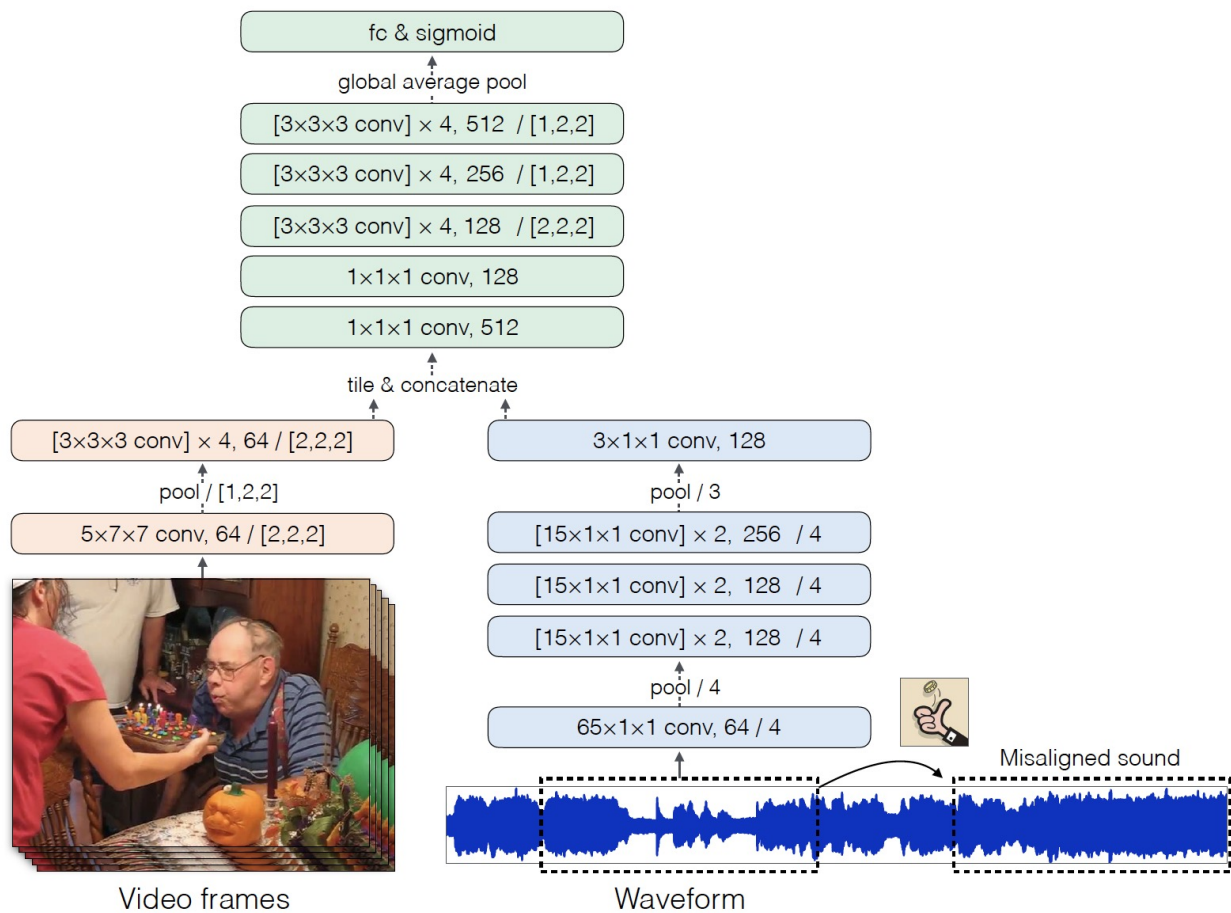 fc & sigmoid
global average pool
[3×3×3 conv] × 4, 512 / [1,2,2]
[3×3×3 conv] × 4, 256 / [1,2,2]
[3×3×3 conv] × 4, 128 / [2,2,2]
1×1×1 conv, 128
1×1×1 conv, 512
tile & concatenate
[3×3×3 conv] × 4, 64 / [2,2,2]
pool / [1,2,2]
5×7×7 conv, 64 / [2,2,2]
Video frames
3×1×1 conv, 128
pool / 3
[15×1×1 conv] × 2, 256 / 4
[15×1×1 conv] × 2, 128 / 4
[15×1×1 conv] × 2, 128 / 4
pool / 4
65×1×1 conv, 64 / 4
Misaligned sound
Waveform